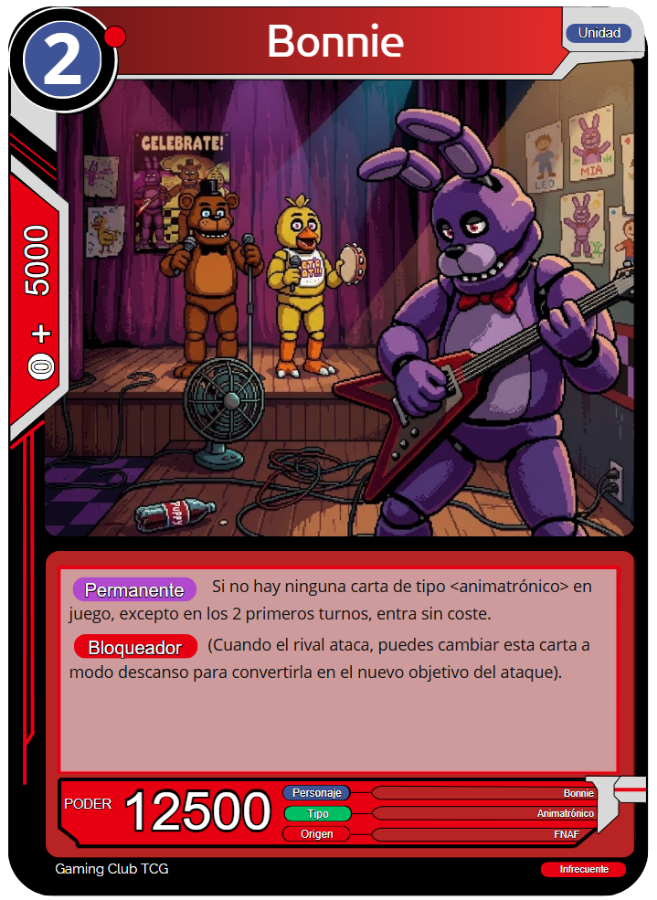 2
Bonnie
Unidad
CELEBRATE!
LEO
MIA
0 + 5000
Permanente Si no hay ninguna carta de tipo <animatrónico> en
juego, excepto en los 2 primeros turnos, entra sin coste.
Bloqueador (Cuando el rival ataca, puedes cambiar esta carta a
modo descanso para convertirla en el nuevo objetivo del ataque).
PODER 12500
Personaje Bonnie
Tipo Animatrónico
Origen FNAF
Gaming Club TCG
Infrecuente